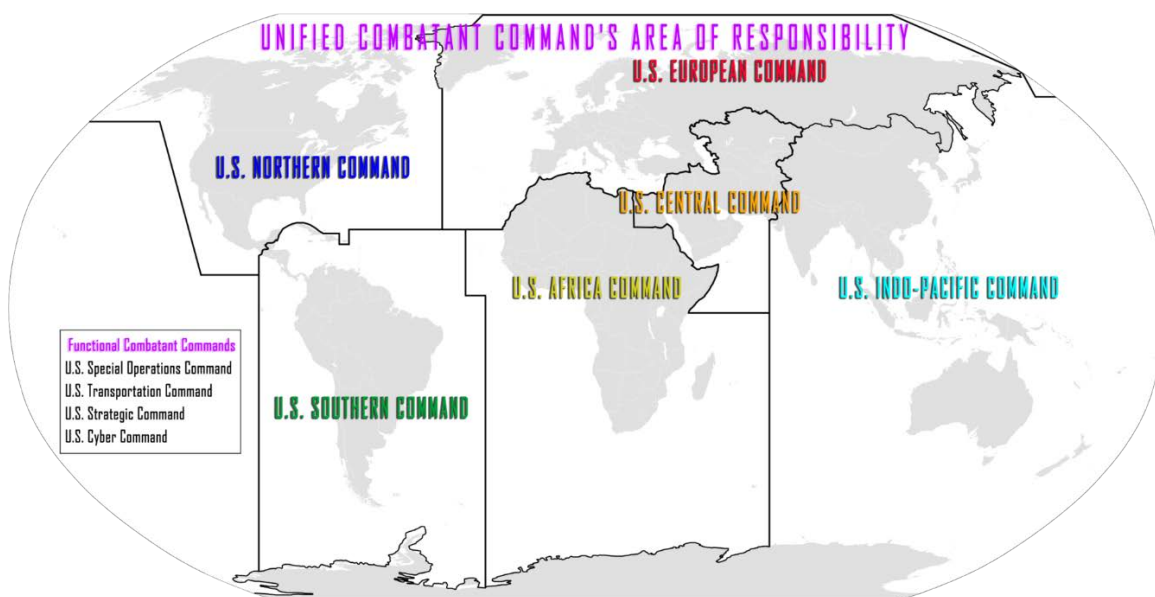 UNIFIED COMBATANT COMMAND'S AREA OF RESPONSIBILITY
U.S. EUROPEAN COMMAND
U.S. NORTHERN COMMAND
U.S. CENTRAL COMMAND
U.S. AFRICA COMMAND
U.S. INDO-PACIFIC COMMAND
Functional Combatant Commands
U.S. Special Operations Command
U.S. Transportation Command
U.S. Strategic Command
U.S. Cyber Command
U.S. SOUTHERN COMMAND